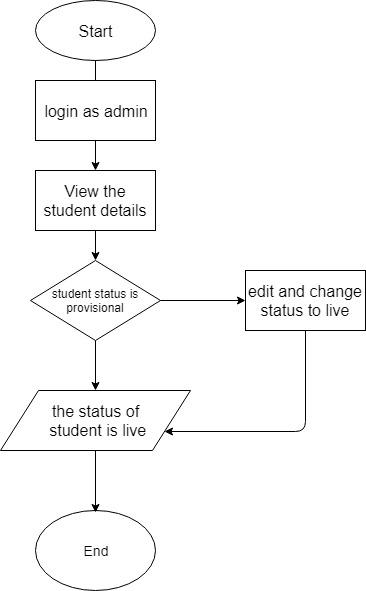 Start
login as admin
View the
student details
student status is
provisional
edit and change
status to live
the status of
student is live
End